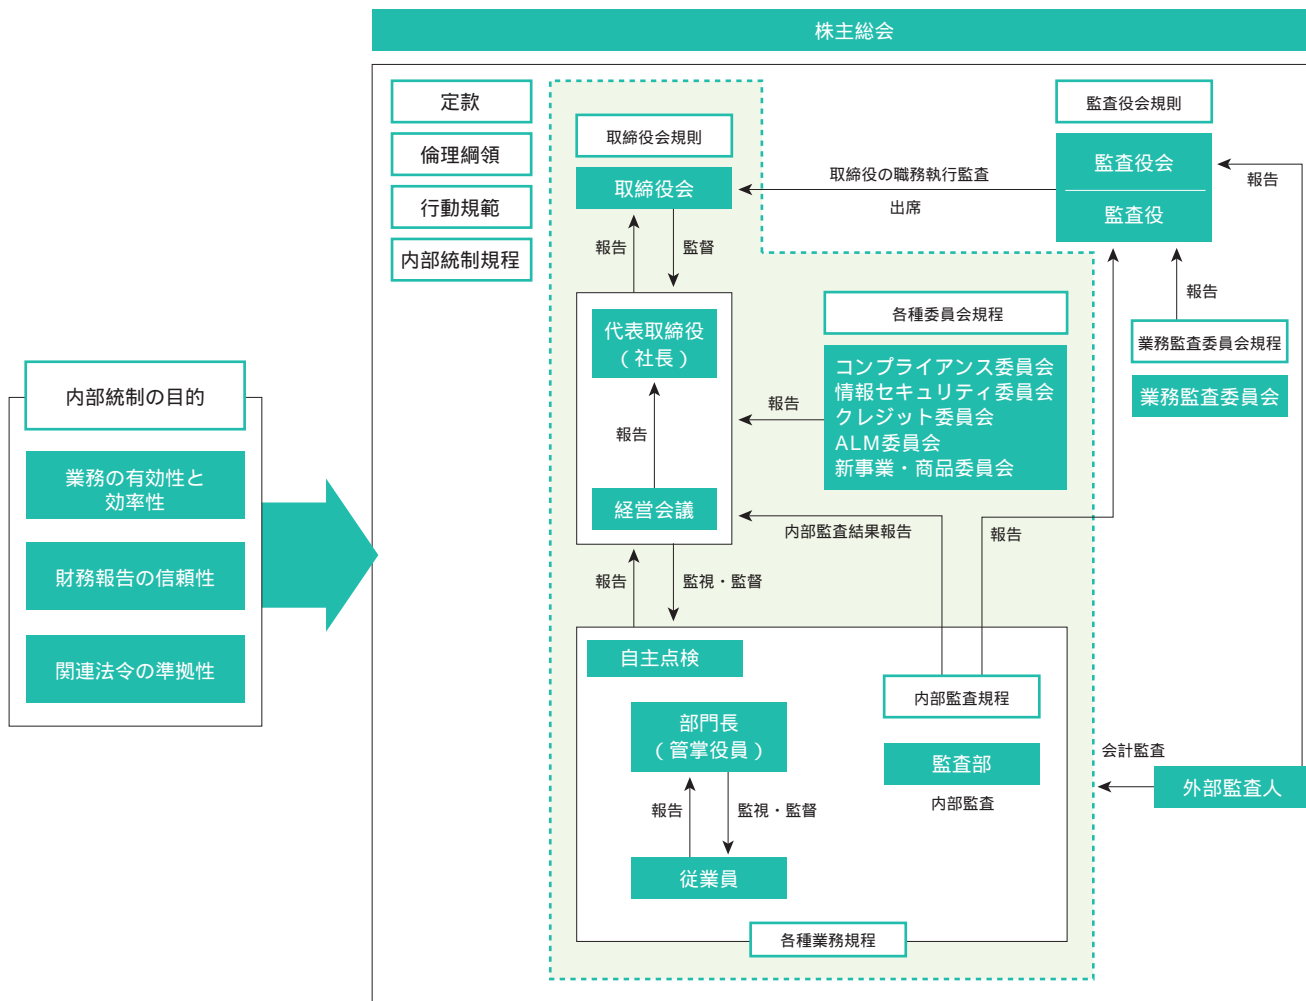 株主総会
定款
倫理綱領
行動規範
内部統制規程
取締役会規則
取締役会
報告
監督
取締役の職務執行監査
出席
監査役会規則
監査役会
監査役
報告
報告
業務監査委員会規程
業務監査委員会
代表取締役
(社長)
報告
経営会議
各種委員会規程
コンプライアンス委員会
情報セキュリティ委員会
クレジット委員会
ALM委員会
新事業・商品委員会
報告
内部監査結果報告
報告
内部統制の目的
業務の有効性と
効率性
財務報告の信頼性
関連法令の準拠性
報告
監視・監督
自主点検
部門長
(管掌役員)
報告
監視・監督
従業員
内部監査規程
監査部
内部監査
会計監査
外部監査人
各種業務規程